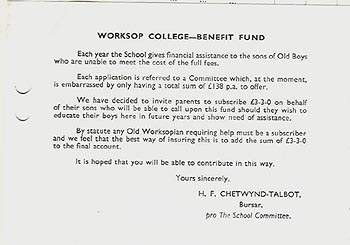 WORKSOP COLLEGE—BENEFIT FUND
Each year the School gives financial assistance to the sons of Old Boys
who are unable to meet the cost of the full fees.
Each application is referred to a Committee which, at the moment,
is embarrassed by only having a total sum of £138 p.a. to offer.
We have decided to invite parents to subscribe £3-3-0 on behalf
of their sons who will be able to call upon this fund should they wish to
educate their boys here in future years and show need of assistance.
By statute any Old Worksopian requiring help must be a subscriber
and we feel that the best way of insuring this is to add the sum of £3-3-0
to the final account.
It is hoped that you will be able to contribute in this way.
Yours sincerely,
H. F. CHETWYND-TALBOT,
Bursar,
pro The School Committee.